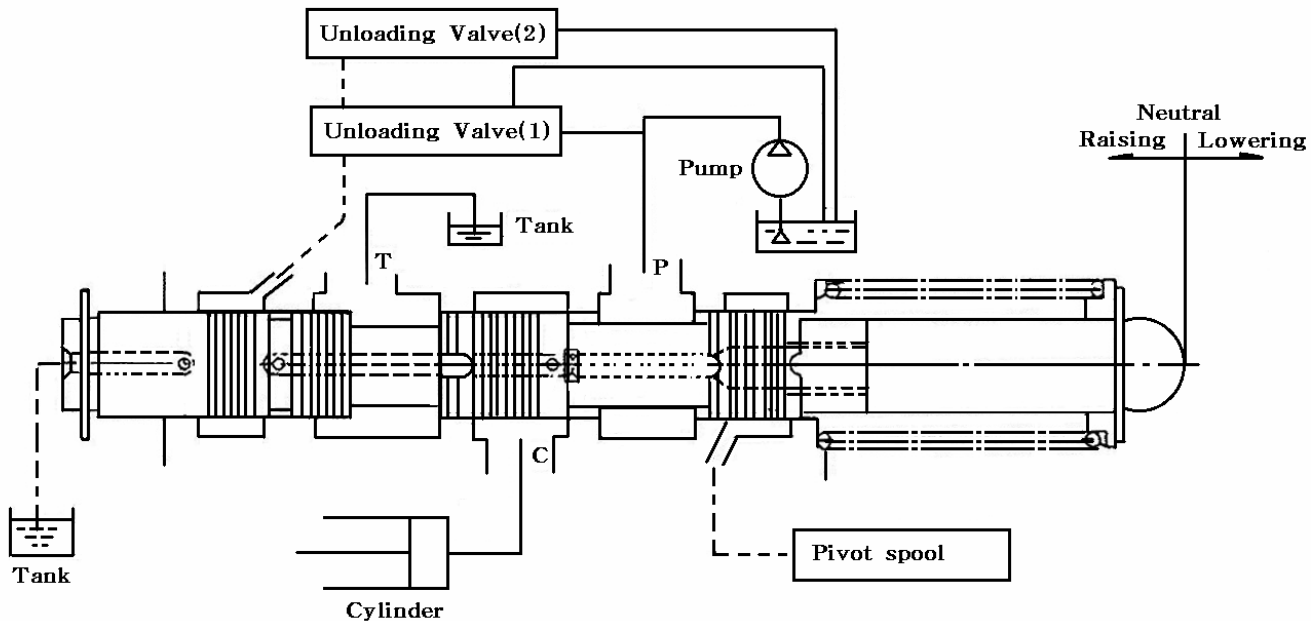 Unloading Valve(2)
Unloading Valve(1)
Neutral
Raising Lowering
Pump
Tank
T
P
C
Pivot spool
Tank
Cylinder